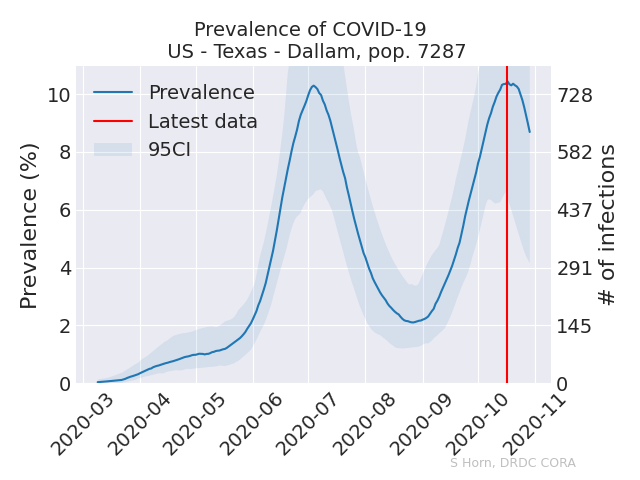 Prevalence of COVID-19
US - Texas - Dallam, pop. 7287
Prevalence
Latest data
95CI
Prevalence (%)
10
8
6
4
2
0
728
582
437
291
145
0
# of infections
2020-03
2020-04
2020-05
2020-06
2020-07
2020-08
2020-09
2020-10
2020-11
S Horn, DRDC CORA